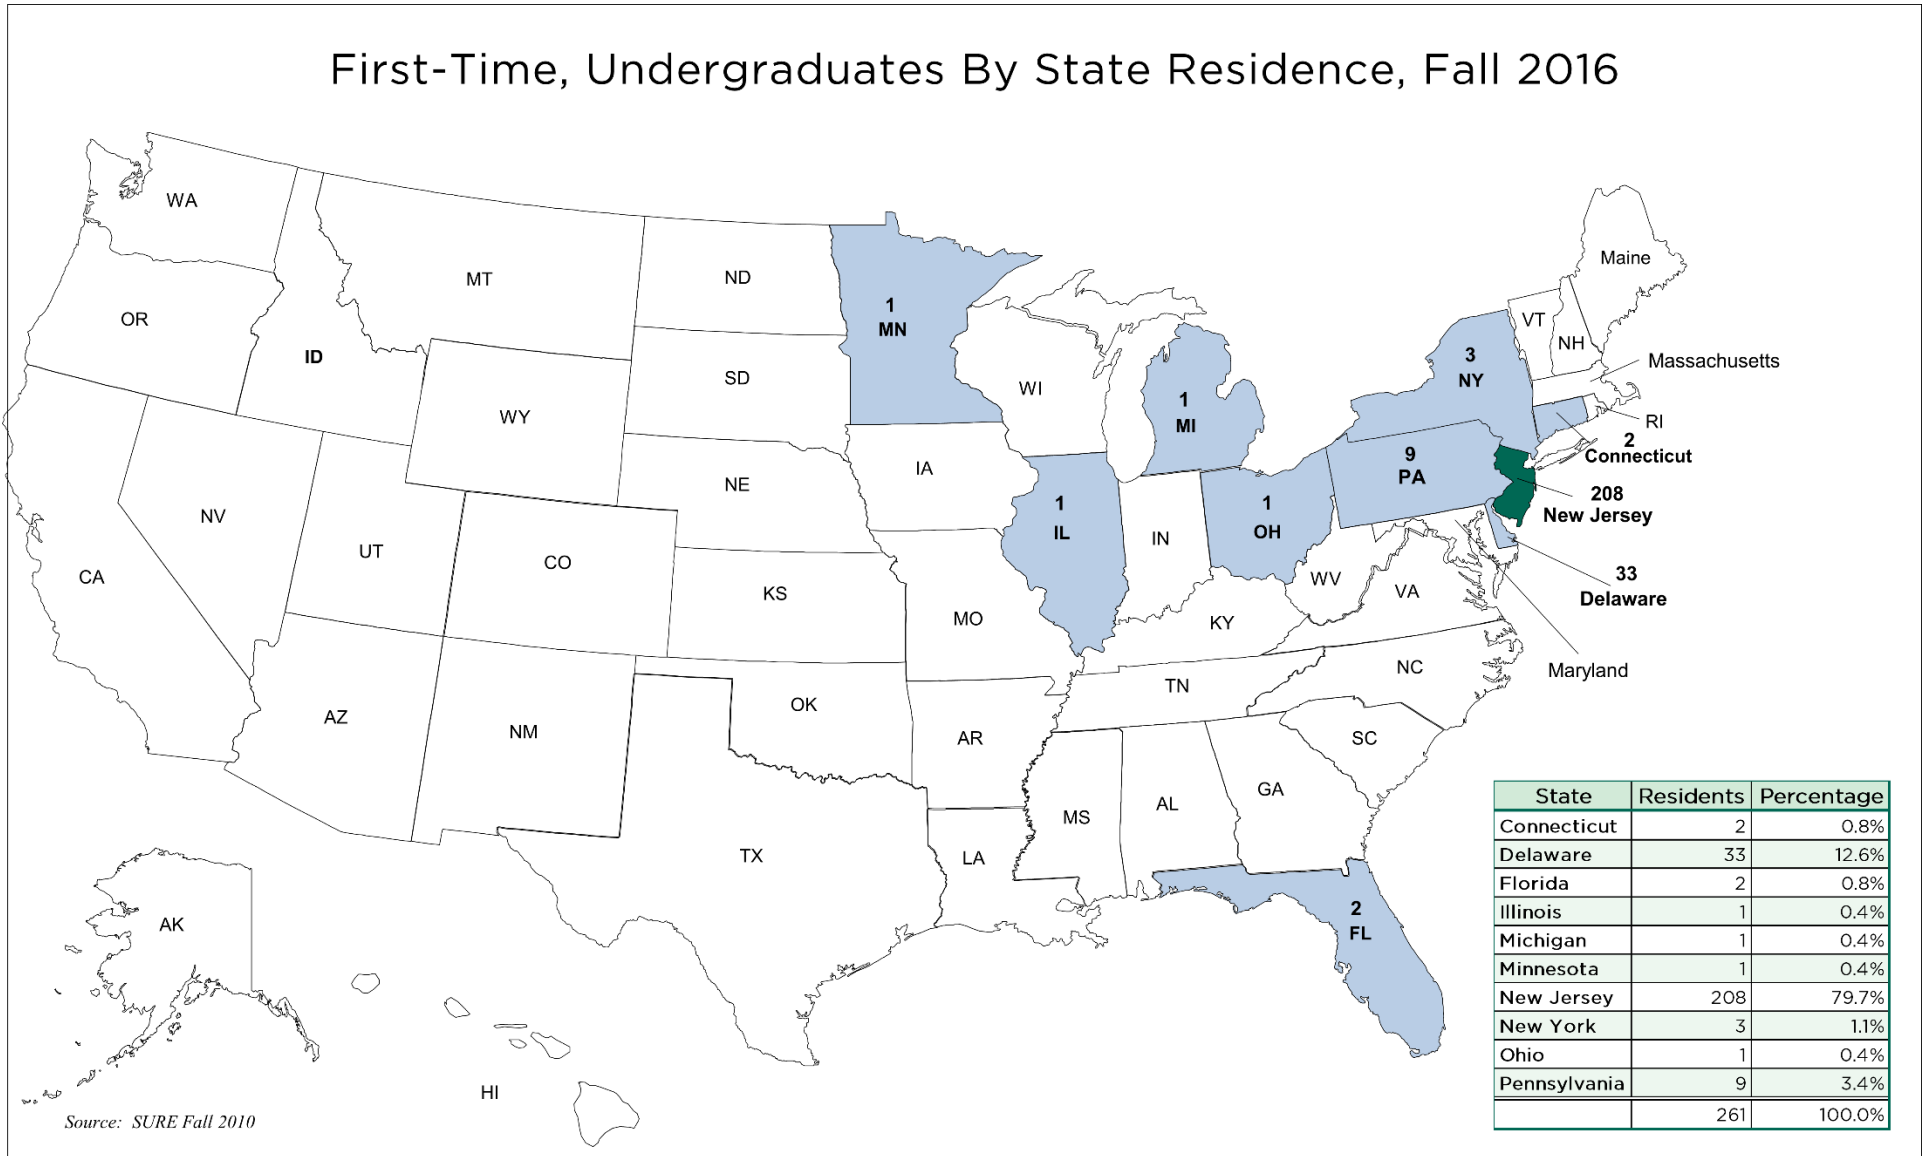 First-Time, Undergraduates By State Residence, Fall 2016
WA
OR
ID
MT
ND
SD
WY
NE
NV
UT
CO
KS
CA
AZ
NM
OK
TX
1
MN
IA
MO
AR
LA
WI
1
IL
1
MI
IN
1
OH
KY
TN
MS
AL
GA
2
FL
SC
NC
VA
WV
9
PA
3
NY
VT
NH
Maine
Massachusetts
RI
2
Connecticut
208
New Jersey
33
Delaware
Maryland
AK
HI
State Residents Percentage
Connecticut 2 0.8%
Delaware 33 12.6%
Florida 2 0.8%
Illinois 1 0.4%
Michigan 1 0.4%
Minnesota 1 0.4%
New Jersey 208 79.7%
New York 3 1.1%
Ohio 1 0.4%
Pennsylvania 9 3.4%
261 100.0%
Source: SURE Fall 2010